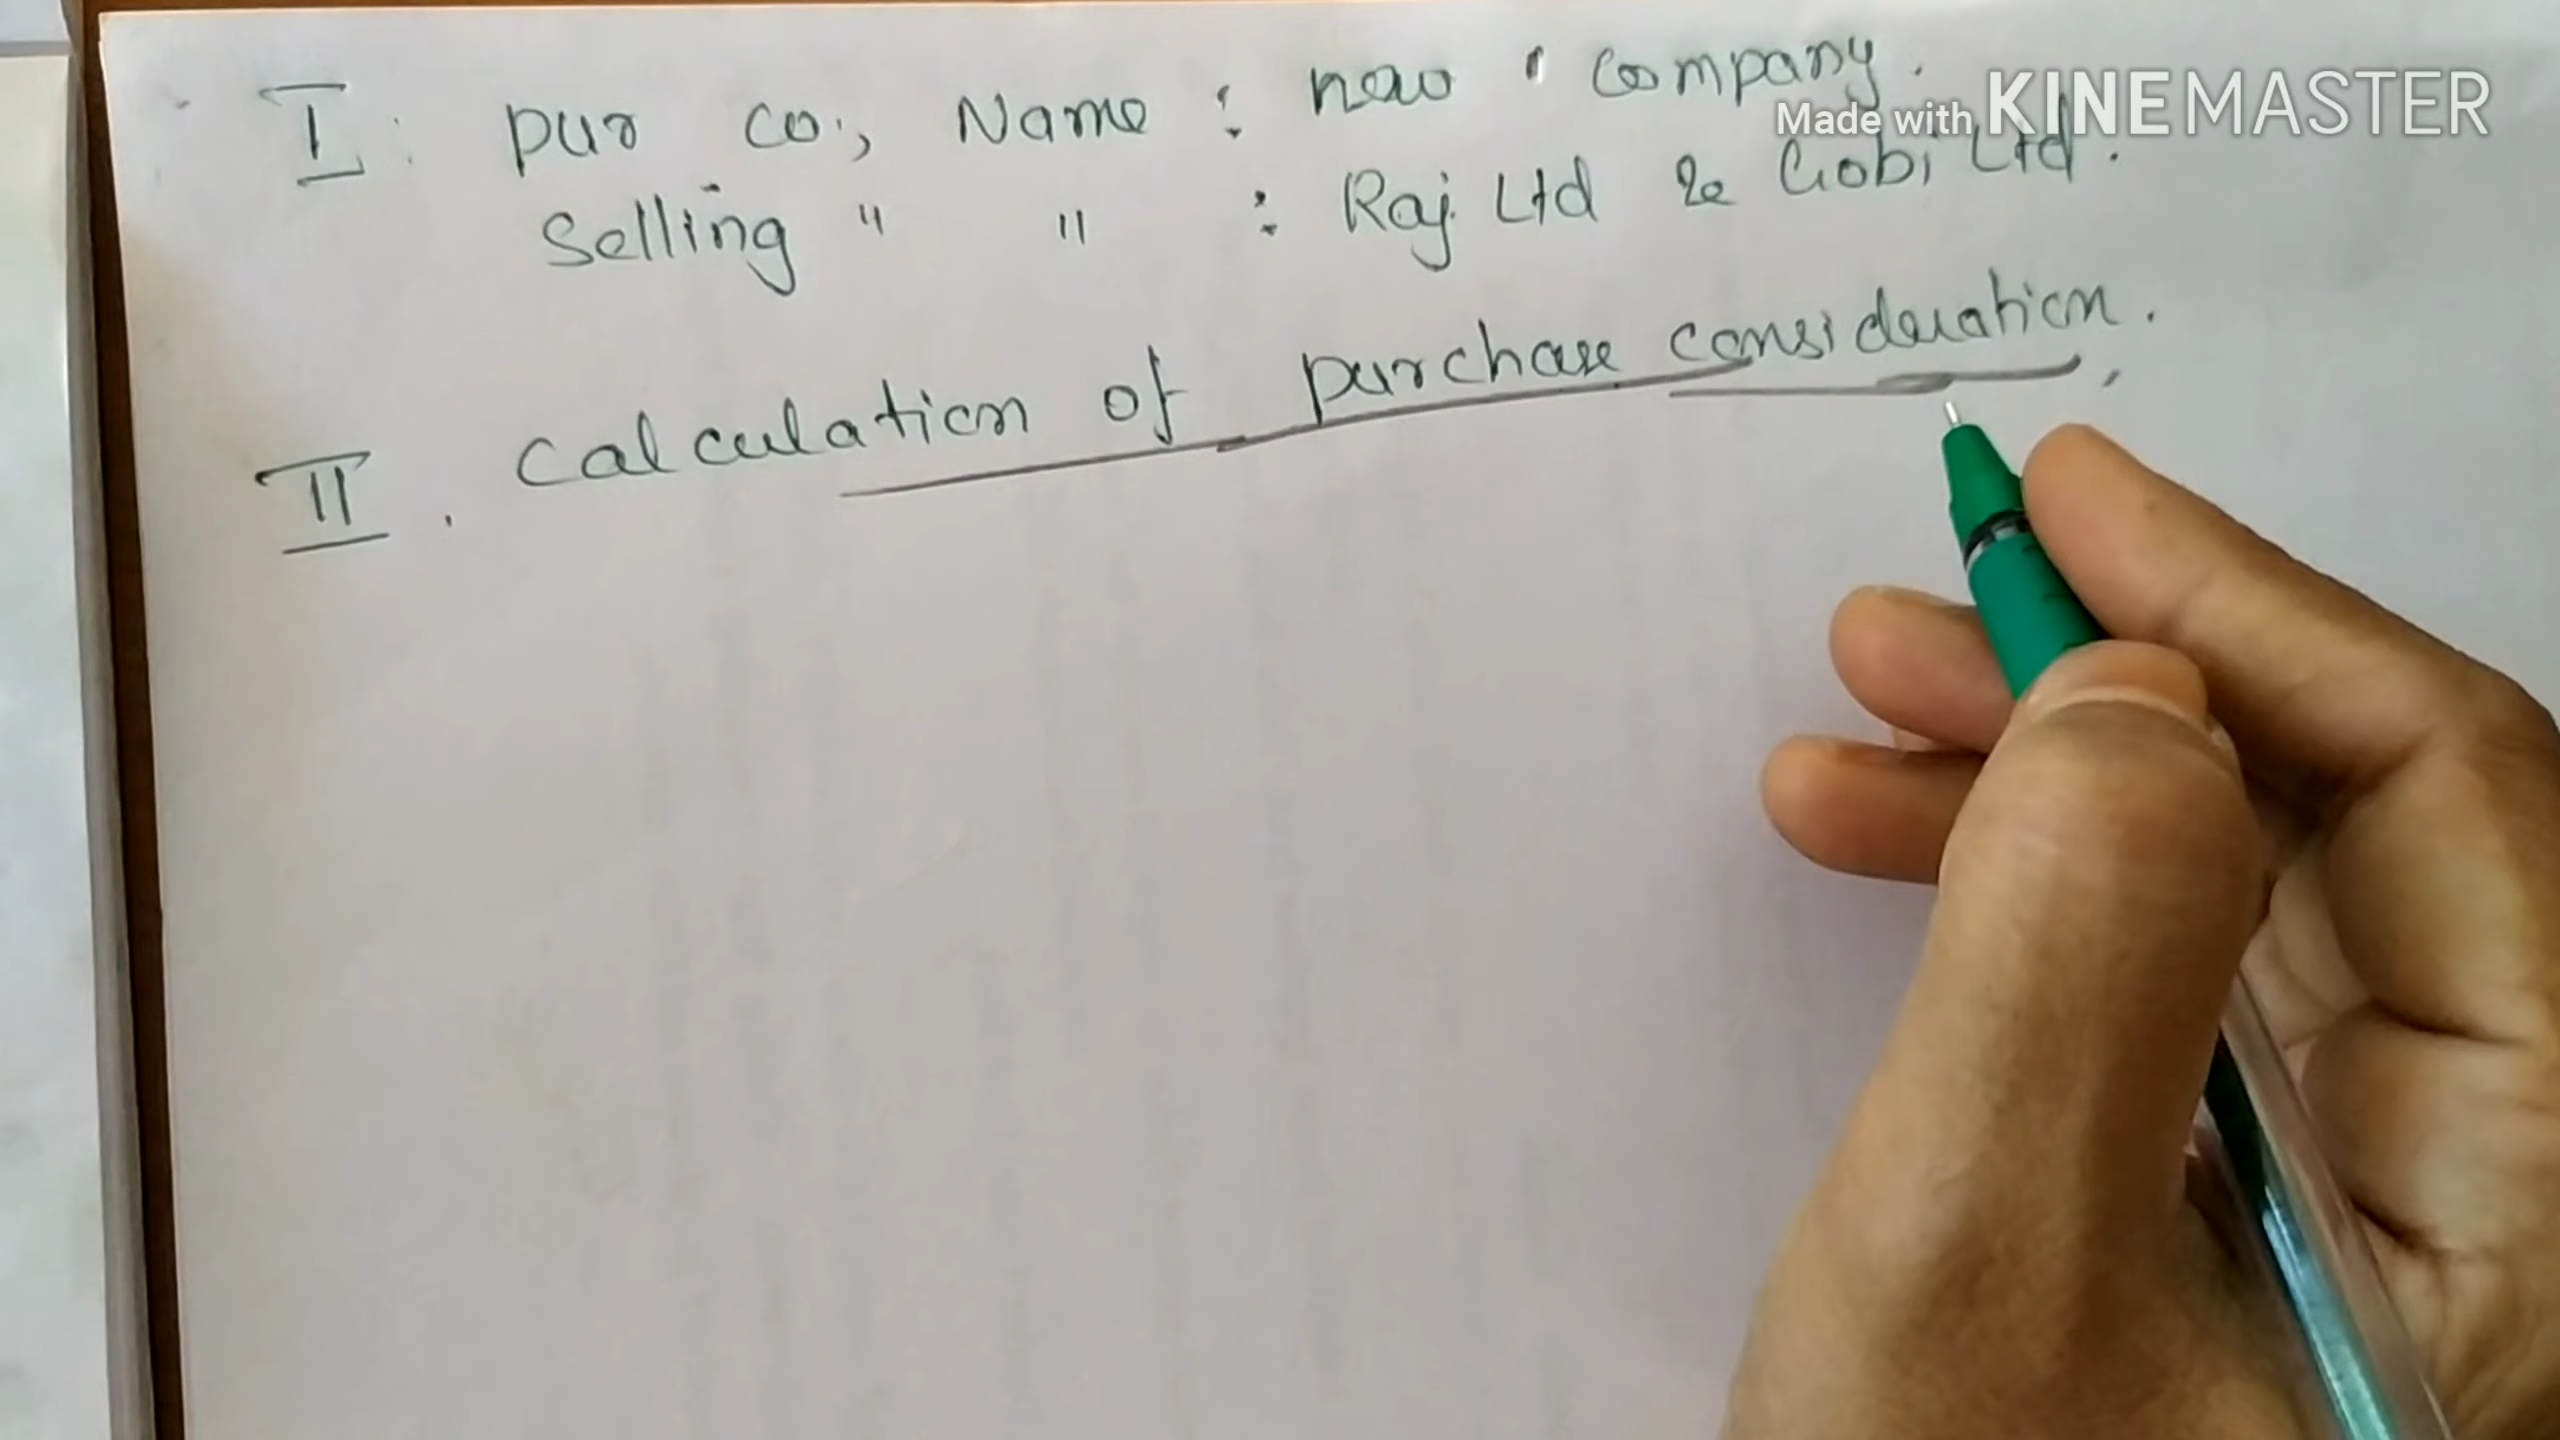 I : pur co., Name : new company.
Made with KINEMASTER
Selling " " : Raj Ltd & Gobi Ltd.
II. Calculation of purchase consideration.